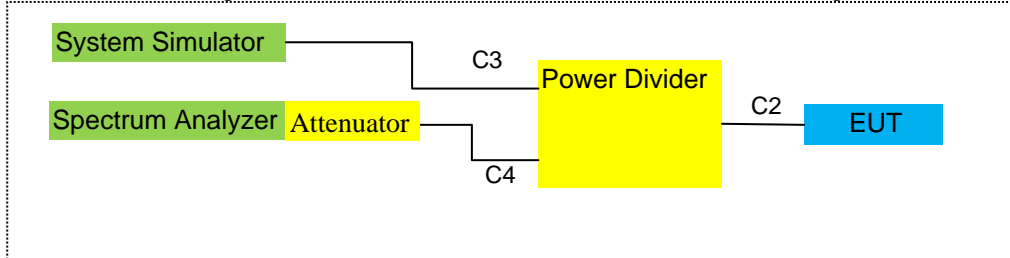 System Simulator
C3
Power Divider
Spectrum Analyzer
Attenuator
C2
EUT
C4